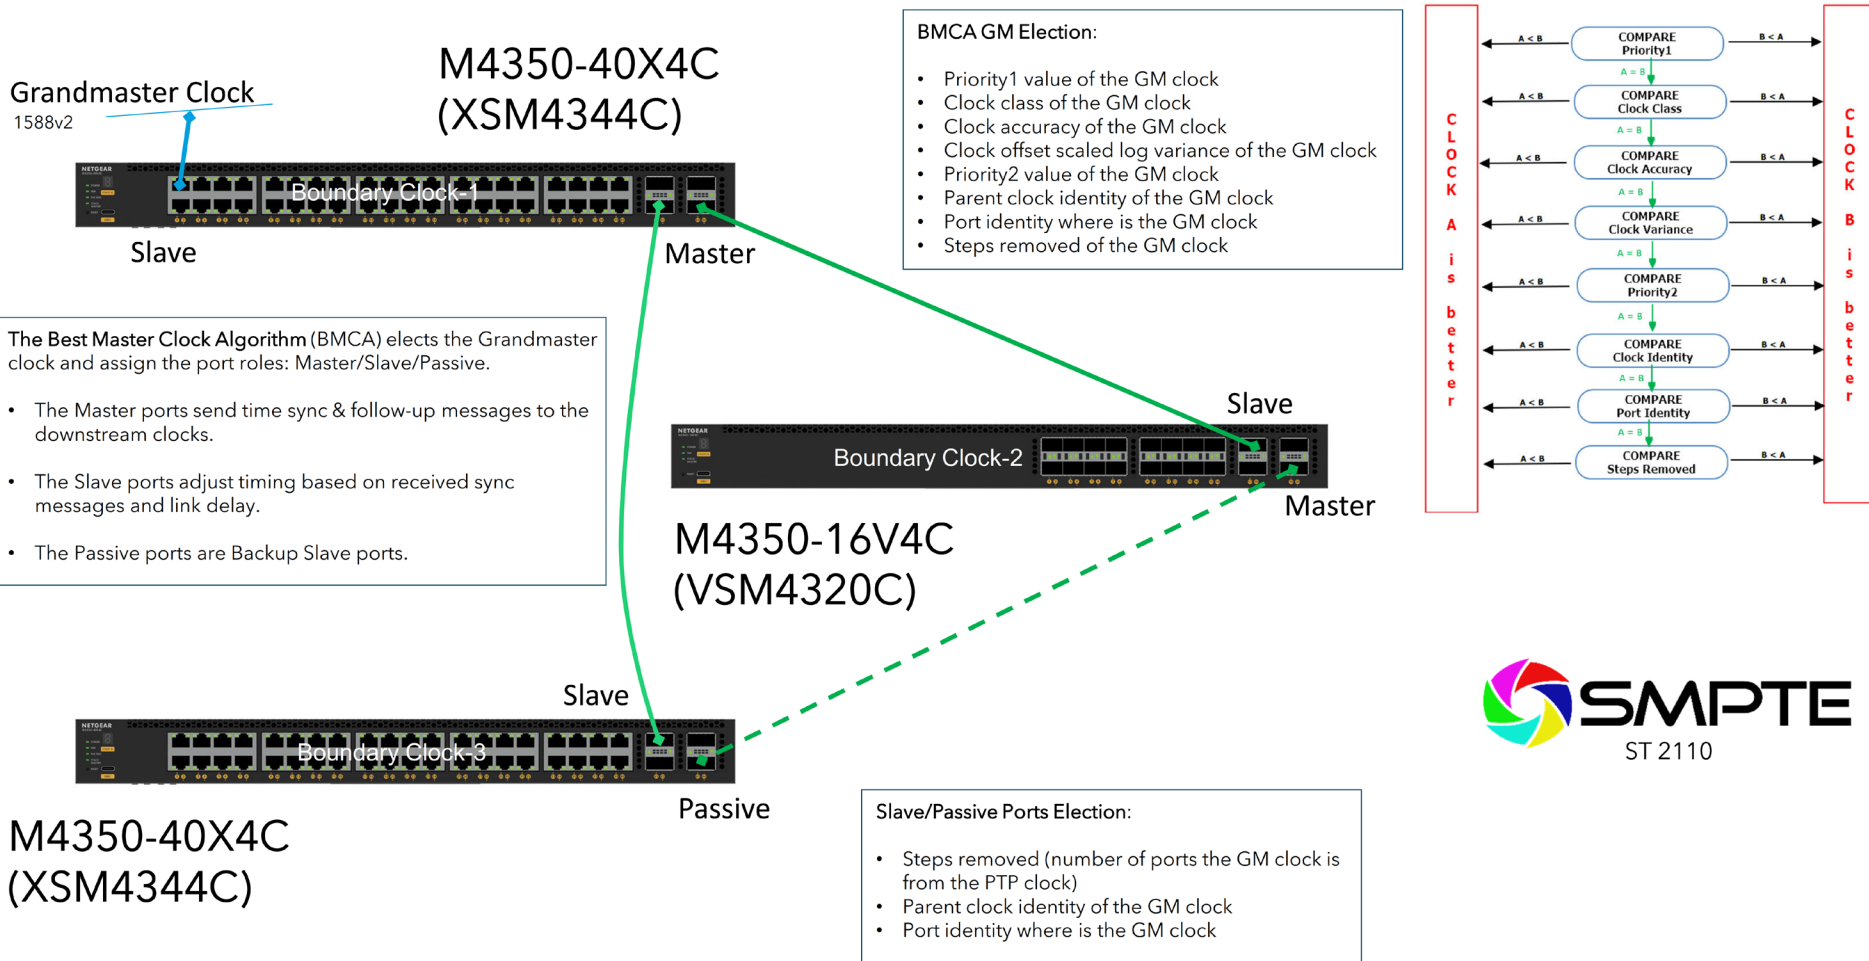 Grandmaster Clock
1588v2
M4350-40X4C
(XSM4344C)
NETGEAR
Boundary Clock-1
Slave
Master
BMCA GM Election:
• Priority1 value of the GM clock
• Clock class of the GM clock
• Clock accuracy of the GM clock
• Clock offset scaled log variance of the GM clock
• Priority2 value of the GM clock
• Parent clock identity of the GM clock
• Port identity where is the GM clock
• Steps removed of the GM clock
The Best Master Clock Algorithm (BMCA) elects the Grandmaster
clock and assign the port roles: Master/Slave/Passive.
• The Master ports send time sync & follow-up messages to the
downstream clocks.
• The Slave ports adjust timing based on received sync
messages and link delay.
• The Passive ports are Backup Slave ports.
Slave
NETGEAR
Boundary Clock-2
Master
M4350-16V4C
(VSM4320C)
Slave
NETGEAR
Boundary Clock-3
Passive
M4350-40X4C
(XSM4344C)
Slave/Passive Ports Election:
• Steps removed (number of ports the GM clock is
from the PTP clock)
• Parent clock identity of the GM clock
• Port identity where is the GM clock
CLOCK A is better
A < B
COMPARE
Priority1
B < A
A = B
A < B
COMPARE
Clock Class
B < A
A = B
A < B
COMPARE
Clock Accuracy
B < A
A = B
A < B
COMPARE
Clock Variance
B < A
A = B
A < B
COMPARE
Priority2
B < A
A = B
A < B
COMPARE
Clock Identity
B < A
A = B
A < B
COMPARE
Port Identity
B < A
A = B
A < B
COMPARE
Steps Removed
B < A
CLOCK B is better
SMPTE
ST 2110